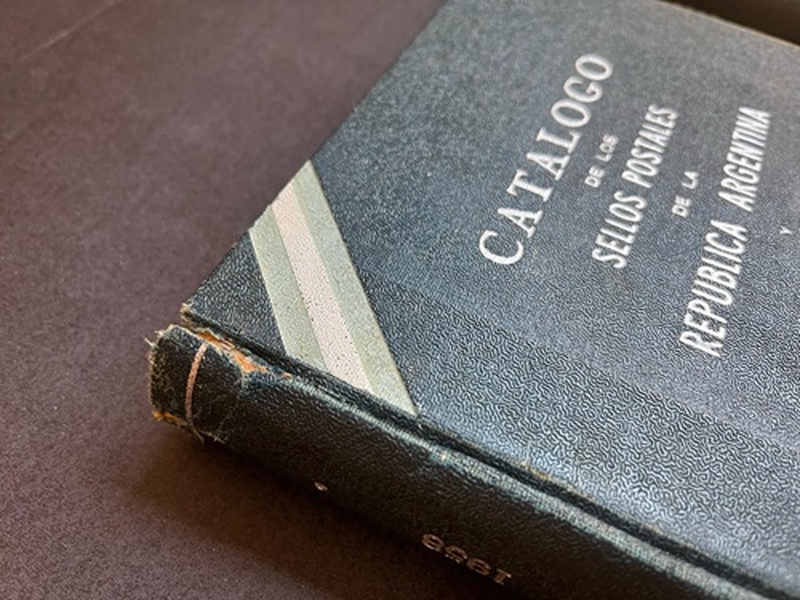 CATALOGO
DE LOS
SELLOS POSTALES
DE LA
REPUBLICA ARGENTINA
Y